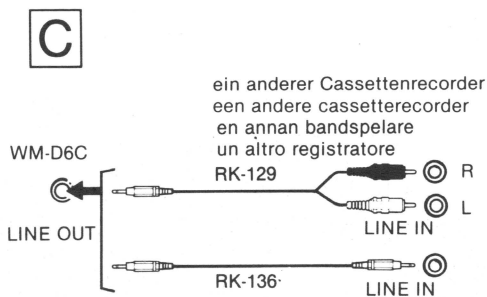 C
ein anderer Cassettenrecorder
een andere cassetterecorder
en annan bandspelare
un altro registratore
WM-D6C
RK-129
R
L
LINE OUT
LINE IN
RK-136
LINE IN